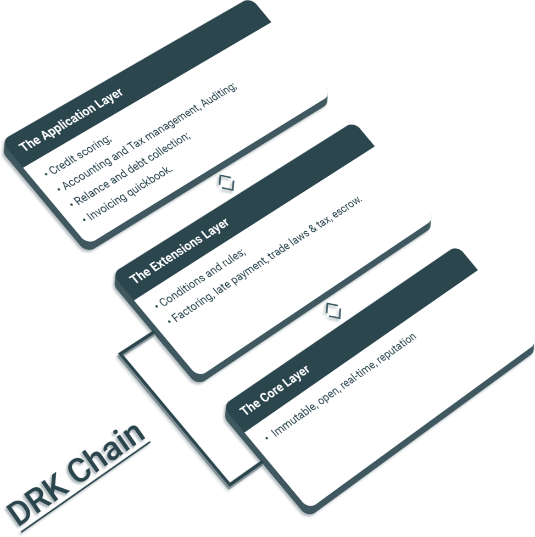 The Application Layer
• Credit scoring;
• Accounting and Tax management, Auditing;
• Relance and debt collection;
• Invoicing quickbook.
The Extensions Layer
• Conditions and rules;
• Factoring, late payment, trade laws & tax, escrow.
The Core Layer
• Immutable, open, real-time, reputation
DRK Chain